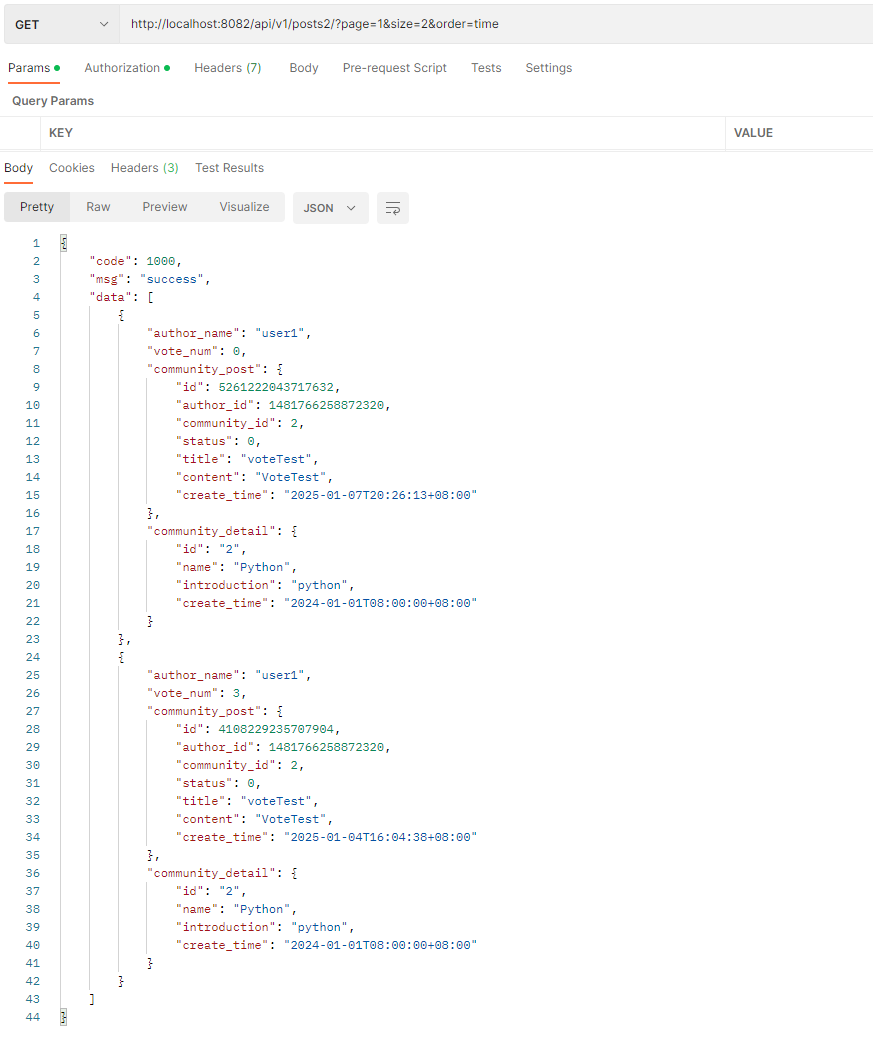 GET http://localhost:8082/api/v1/posts2/?page=1&size=2&order=time
Params Authorization Headers (7) Body Pre-request Script Tests Settings
Query Params
KEY VALUE
Body Cookies Headers (3) Test Results
Pretty Raw Preview Visualize JSON
1 {
2 "code": 1000,
3 "msg": "success",
4 "data": [
5 {
6 "author_name": "user1",
7 "vote_num": 0,
8 "community_post": {
9 "id": 5261222043717632,
10 "author_id": 1481766258872320,
11 "community_id": 2,
12 "status": 0,
13 "title": "voteTest",
14 "content": "VoteTest",
15 "create_time": "2025-01-07T20:26:13+08:00"
16 },
17 "community_detail": {
18 "id": "2",
19 "name": "Python",
20 "introduction": "python",
21 "create_time": "2024-01-01T08:00:00+08:00"
22 }
23 },
24 {
25 "author_name": "user1",
26 "vote_num": 3,
27 "community_post": {
28 "id": 4108229235707904,
29 "author_id": 1481766258872320,
30 "community_id": 2,
31 "status": 0,
32 "title": "voteTest",
33 "content": "VoteTest",
34 "create_time": "2025-01-04T16:04:38+08:00"
35 },
36 "community_detail": {
37 "id": "2",
38 "name": "Python",
39 "introduction": "python",
40 "create_time": "2024-01-01T08:00:00+08:00"
41 }
42 }
43 ]
44 }